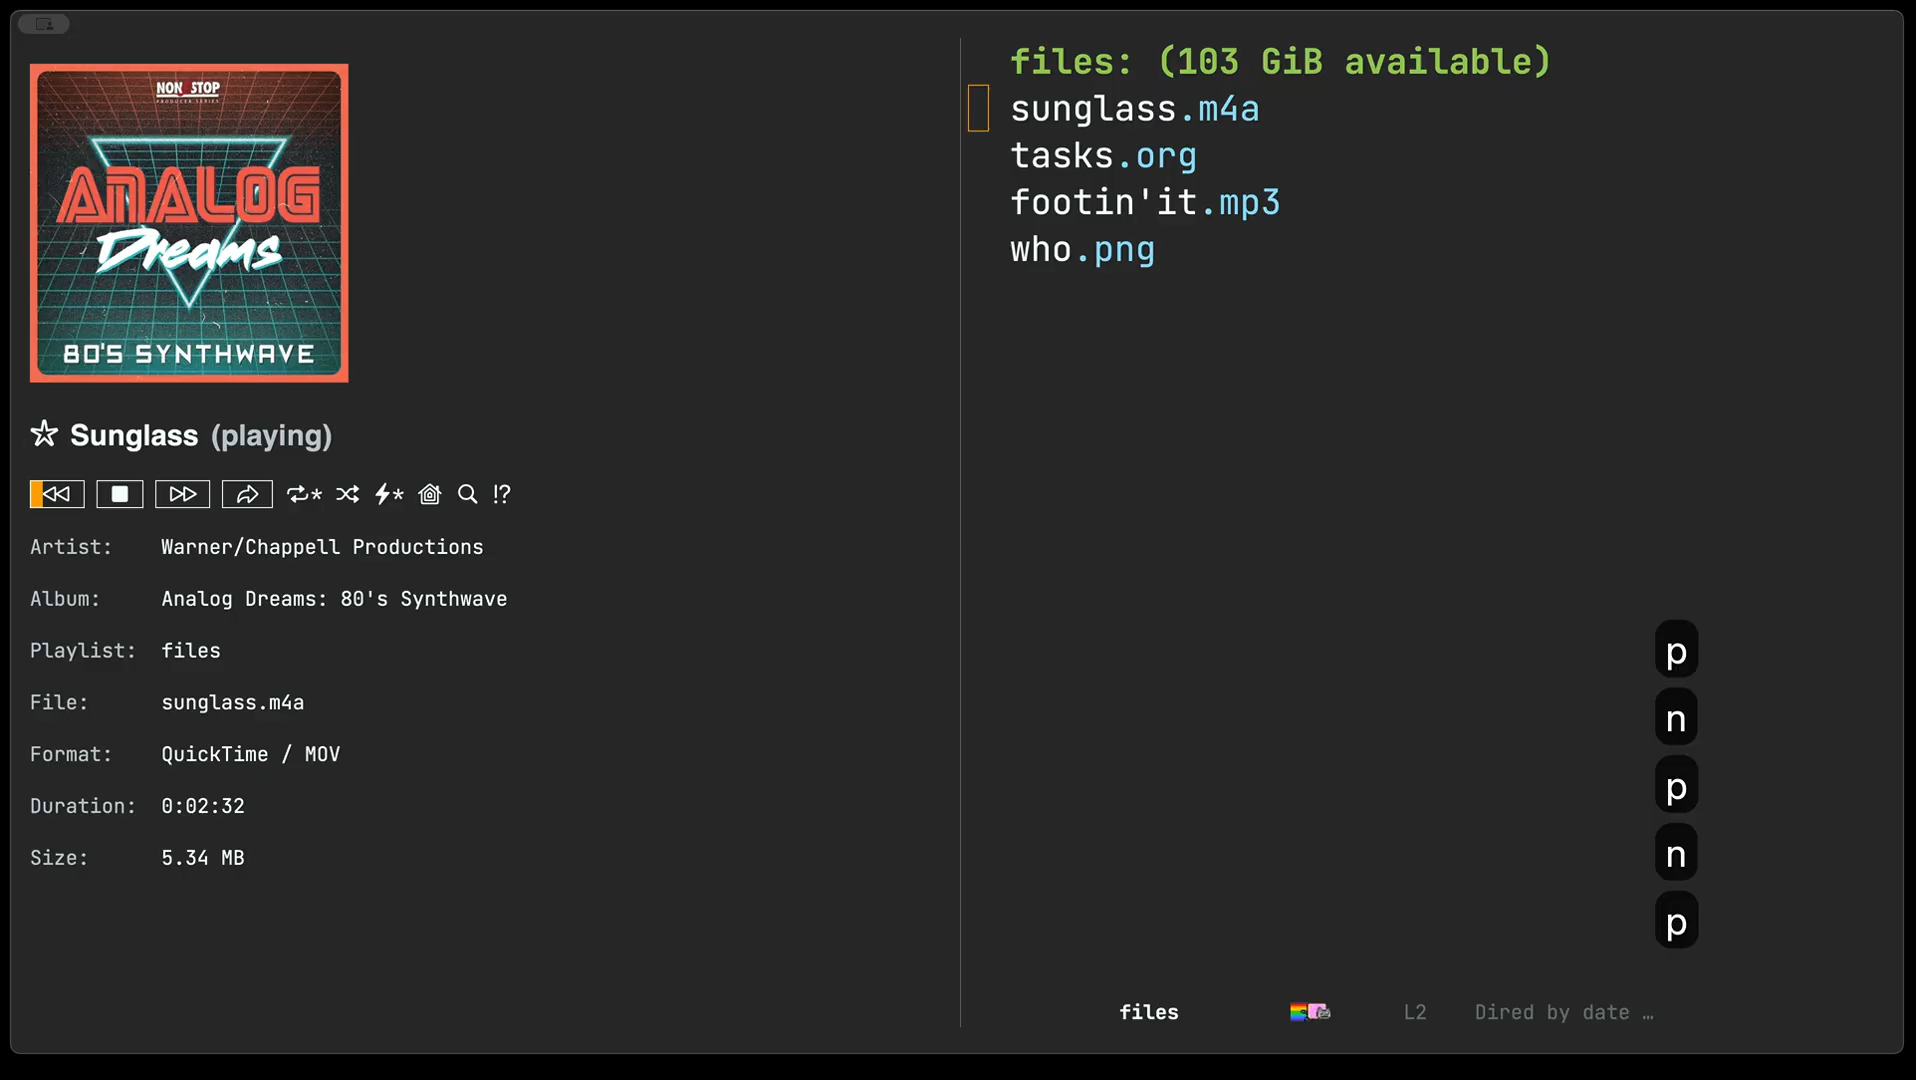 NON STOP
PRODUCER SERIES
ANALOG
Dreams
80'S SYNTHWAVE
☆ Sunglass (playing)
!?
Artist: Warner/Chappell Productions
Album: Analog Dreams: 80's Synthwave
Playlist: files
File: sunglass.m4a
Format: QuickTime / MOV
Duration: 0:02:32
Size: 5.34 MB
files: (103 GiB available)
sunglass.m4a
tasks.org
footin'it.mp3
who.png
p
n
p
n
p
files L2 Dired by date …